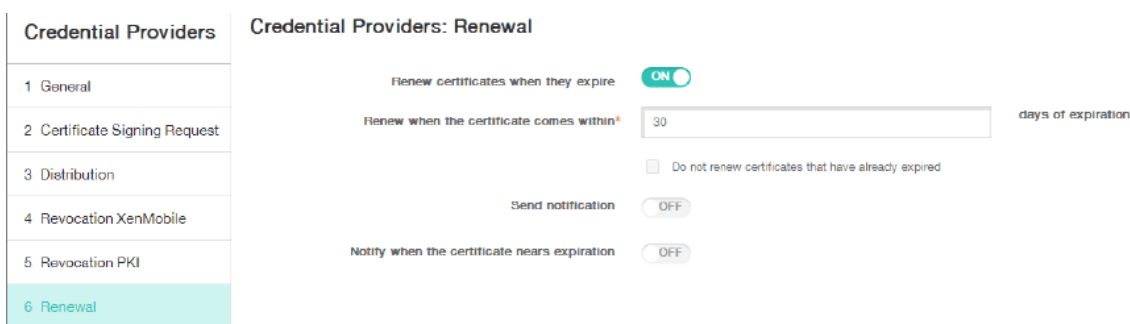 Credential Providers
1 General
2 Certificate Signing Request
3 Distribution
4 Revocation XenMobile
5 Revocation PKI
6 Renewal
Credential Providers: Renewal
Renew certificates when they expire ON
Renew when the certificate comes within* 30 days of expiration
Do not renew certificates that have already expired
Send notification OFF
Notify when the certificate nears expiration OFF